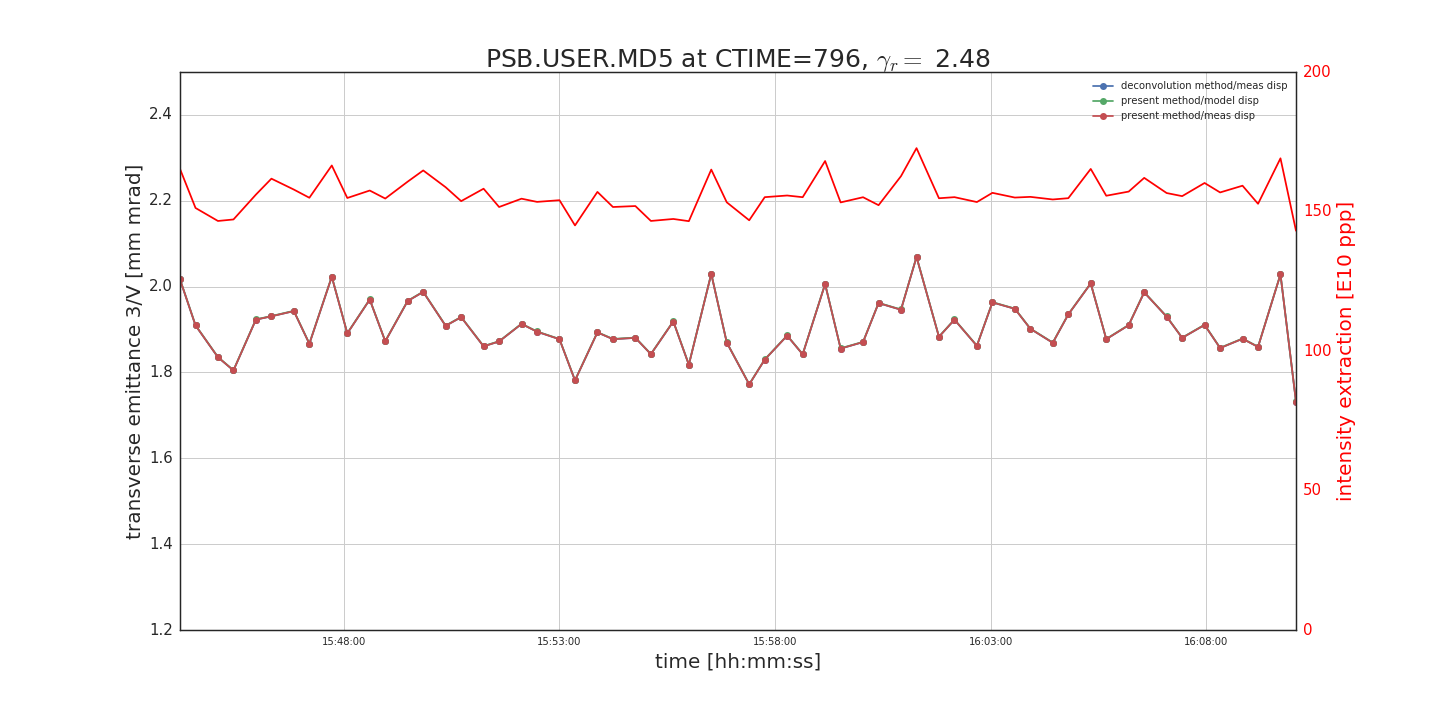 PSB.USER.MD5 at CTIME=796, γr = 2.48
deconvolution method/meas disp
present method/model disp
present method/meas disp
transverse emittance 3/V [mm mrad]
2.4
2.2
2.0
1.8
1.6
1.4
1.2
200
150
100
50
0
intensity extraction [E10 ppp]
15:48:00 15:53:00 15:58:00 16:03:00 16:08:00
time [hh:mm:ss]